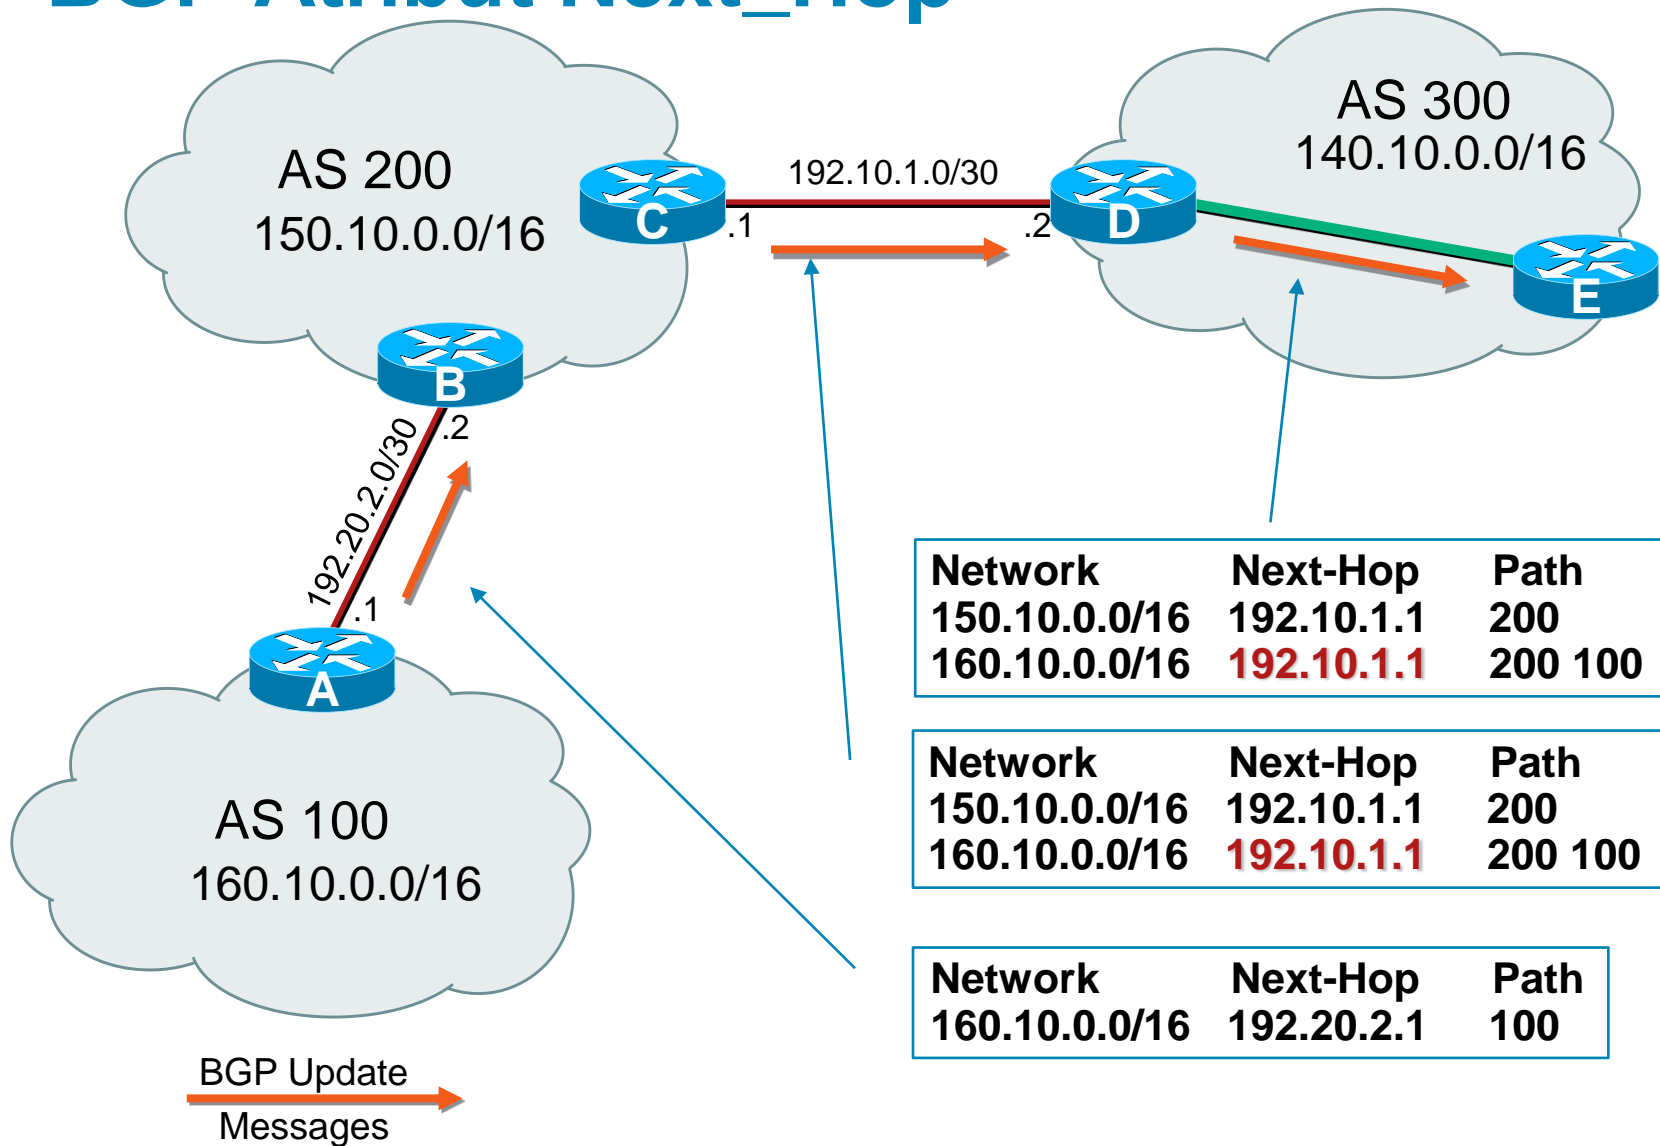 BGP Atribut Next_Hop
AS 300
140.10.0.0/16
AS 200
150.10.0.0/16
192.10.1.0/30
C
.1
.2
D
E
B
.2
192.20.2.0/30
.1
A
AS 100
160.10.0.0/16
Network Next-Hop Path
150.10.0.0/16 192.10.1.1 200
160.10.0.0/16 192.10.1.1 200 100
Network Next-Hop Path
150.10.0.0/16 192.10.1.1 200
160.10.0.0/16 192.10.1.1 200 100
Network Next-Hop Path
160.10.0.0/16 192.20.2.1 100
BGP Update
Messages